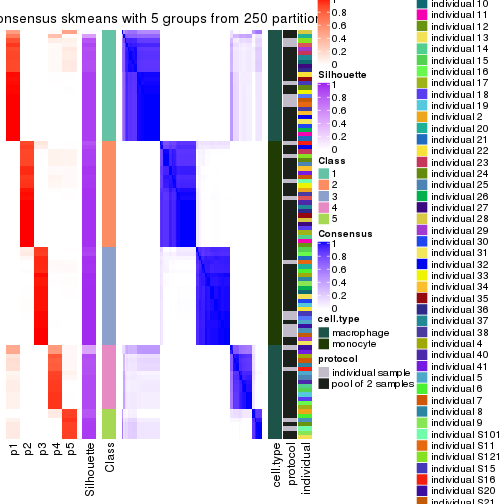 onsensus skmeans with 5 groups from 250 partition
0.8
0.6
0.4
0.2
0
Silhouette
1
0.8
0.6
0.4
0.2
0
Class
1
2
3
4
5
Consensus
1
0.8
0.6
0.4
0.2
0
cell.type
macrophage
monocyte
protocol
individual sample
pool of 2 samples
p1
p2
p3
p4
p5
Silhouette
Class
cell.type
protocol
individual
individual 10
individual 11
individual 12
individual 13
individual 14
individual 15
individual 16
individual 17
individual 18
individual 19
individual 2
individual 20
individual 21
individual 22
individual 23
individual 24
individual 25
individual 26
individual 27
individual 28
individual 29
individual 30
individual 31
individual 32
individual 33
individual 34
individual 35
individual 36
individual 37
individual 38
individual 4
individual 40
individual 41
individual 5
individual 6
individual 7
individual 8
individual 9
individual S101
individual S11
individual S121
individual S15
individual S16
individual S20
individual S21